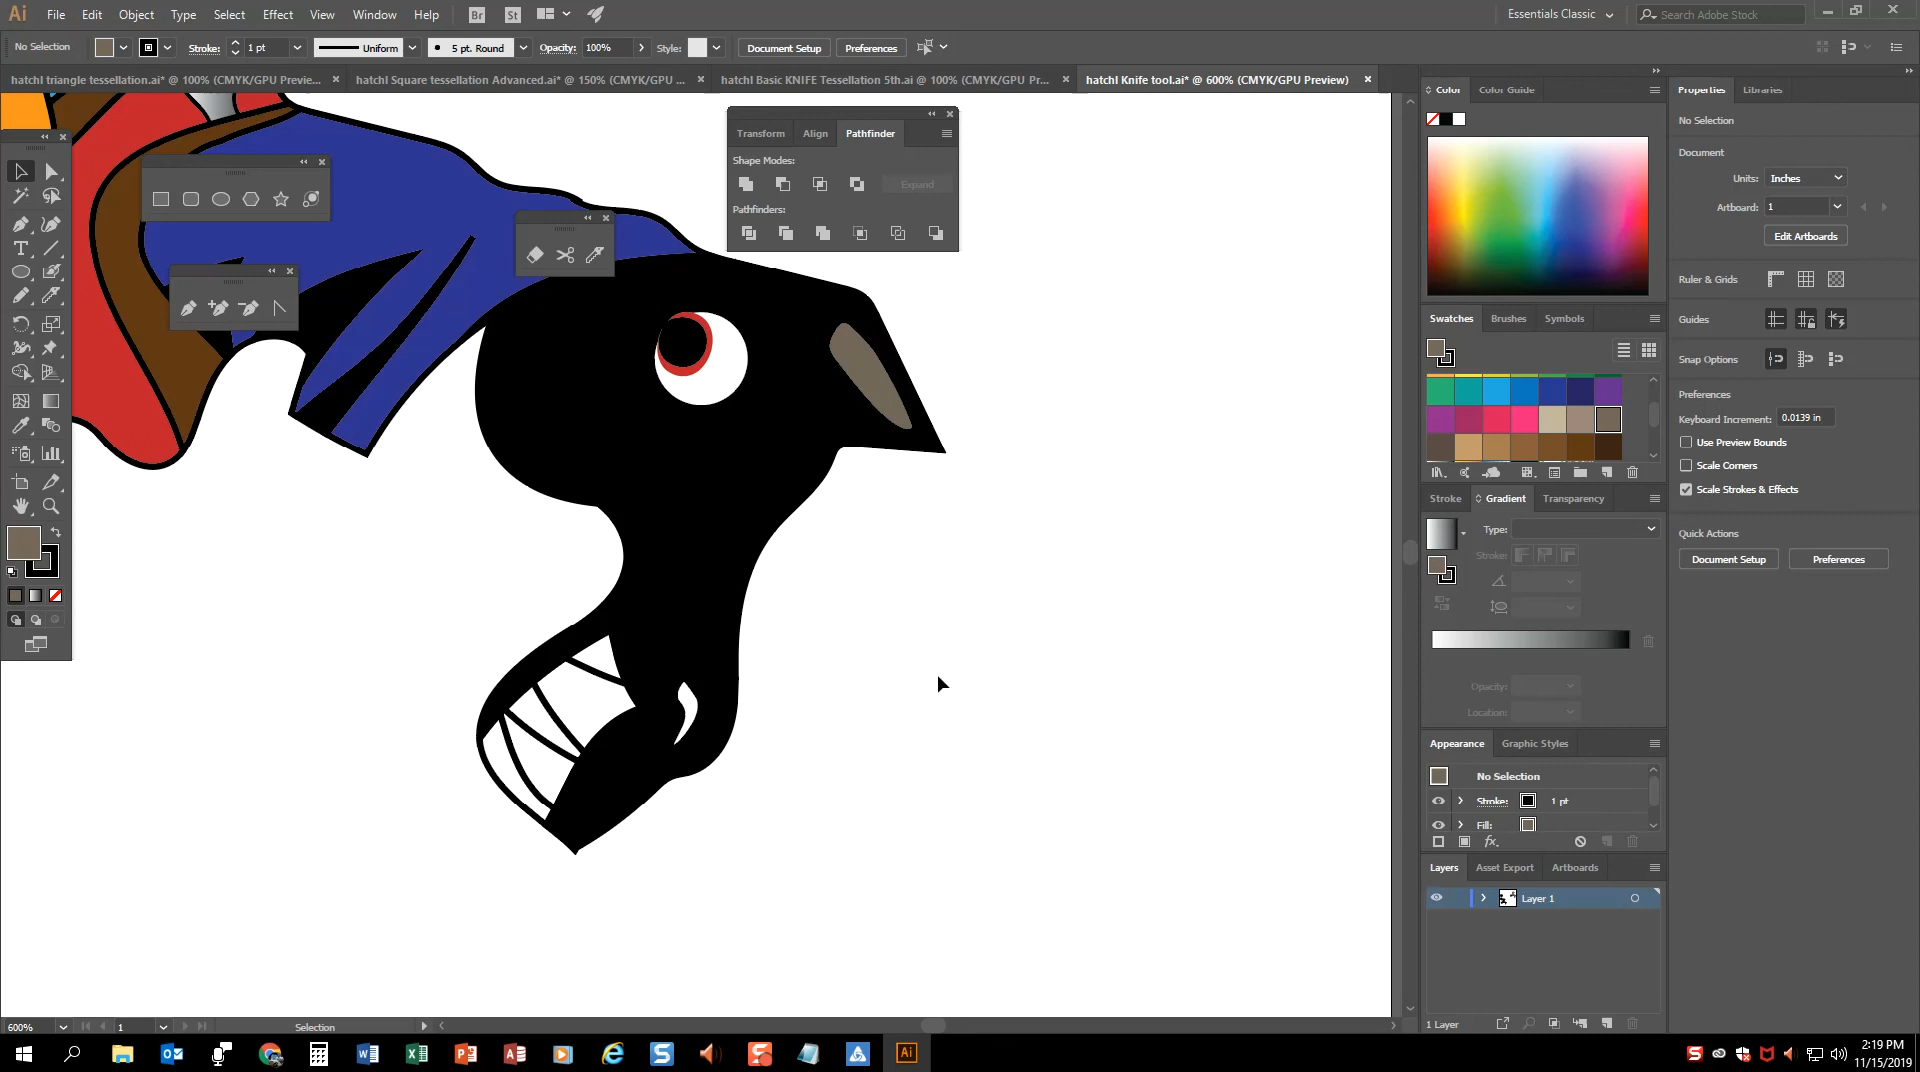 Ai File Edit Object Type Select Effect View Window Help Br St Essentials Classic Search Adobe Stock
No Selection Stroke: 1 pt Uniform 5 pt. Round Opacity: 100% Style: Document Setup Preferences
hatchl triangle tessellation.ai* @ 100% (CMYK/GPU Previe... × hatchl Square tessellation Advanced.ai* @ 150% (CMYK/GPU ... × hatchl Basic KNIFE Tessellation 5th.ai @ 100% (CMYK/GPU Pr... × hatchl Knife tool.ai* @ 600% (CMYK/GPU Preview) ×
Transform Align Pathfinder
Shape Modes:
Expand
Pathfinders:
Color Color Guide
Swatches Brushes Symbols
Stroke Gradient Transparency
Type:
Stroke:
Opacity:
Location:
Appearance Graphic Styles
No Selection
Stroke: 1 pt
Fill:
fx
Layers Asset Export Artboards
Layer 1
1 Layer
Properties Libraries
No Selection
Document
Units: Inches
Artboard: 1
Edit Artboards
Ruler & Grids
Guides
Snap Options
Preferences
Keyboard Increment: 0.0139 in
Use Preview Bounds
Scale Corners
Scale Strokes & Effects
Quick Actions
Document Setup Preferences
600% 1 Selection
Ai
2:19 PM
11/15/2019